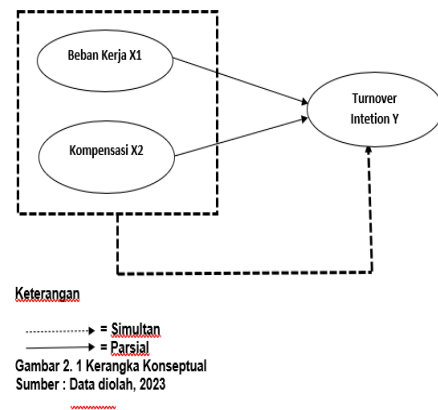 Beban Kerja X1
Turnover
Intetion Y
Kompensasi X2
Keterangan
= Simultan
= Parsial
Gambar 2. 1 Kerangka Konseptual
Sumber : Data diolah, 2023